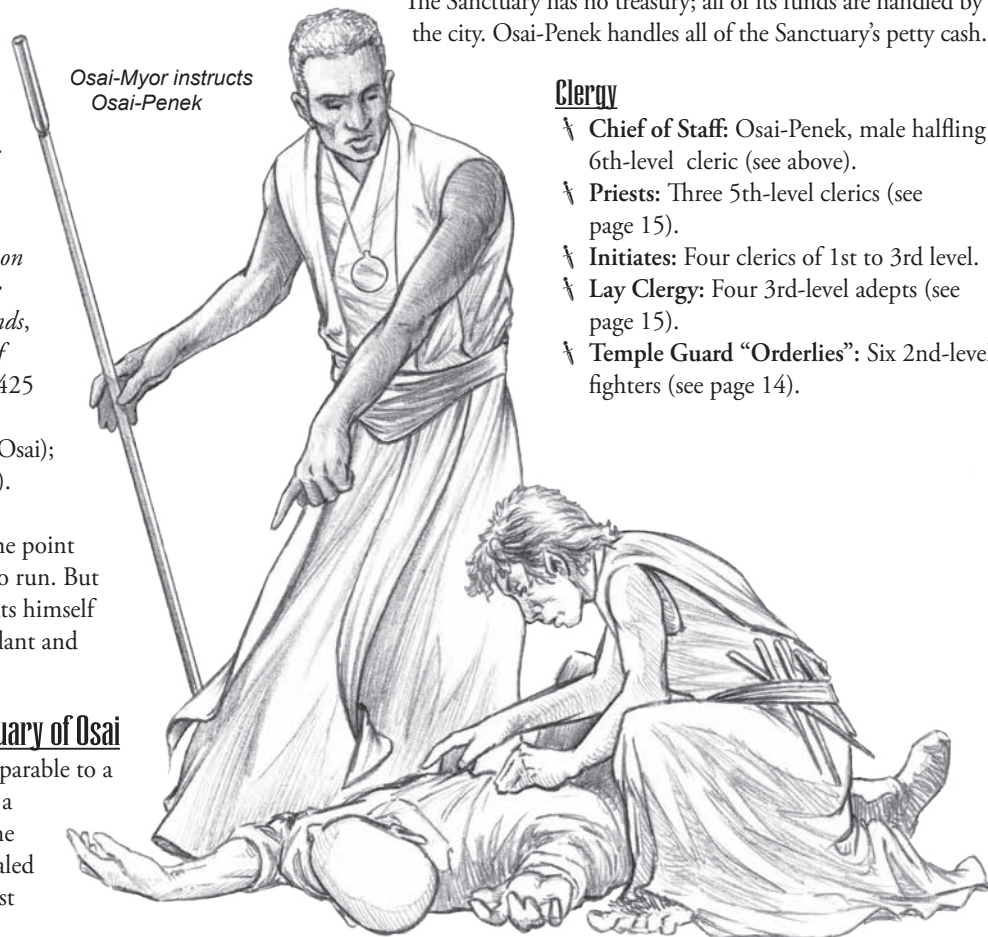 on
nds,
f
425
Osai);
).
he point
o run. But
ts himself
lant and
uary of Osai
parable to a
a
ne
aled
st
Osai-Myor instructs
Osai-Penek
The Sanctuary has no treasury; all of its funds are handled by
the city. Osai-Penek handles all of the Sanctuary’s petty cash.
Clergy
Chief of Staff: Osai-Penek, male halfling
6th-level cleric (see above).
Priests: Three 5th-level clerics (see
page 15).
Initiates: Four clerics of 1st to 3rd level.
Lay Clergy: Four 3rd-level adepts (see
page 15).
Temple Guard “Orderlies”: Six 2nd-level
fighters (see page 14).